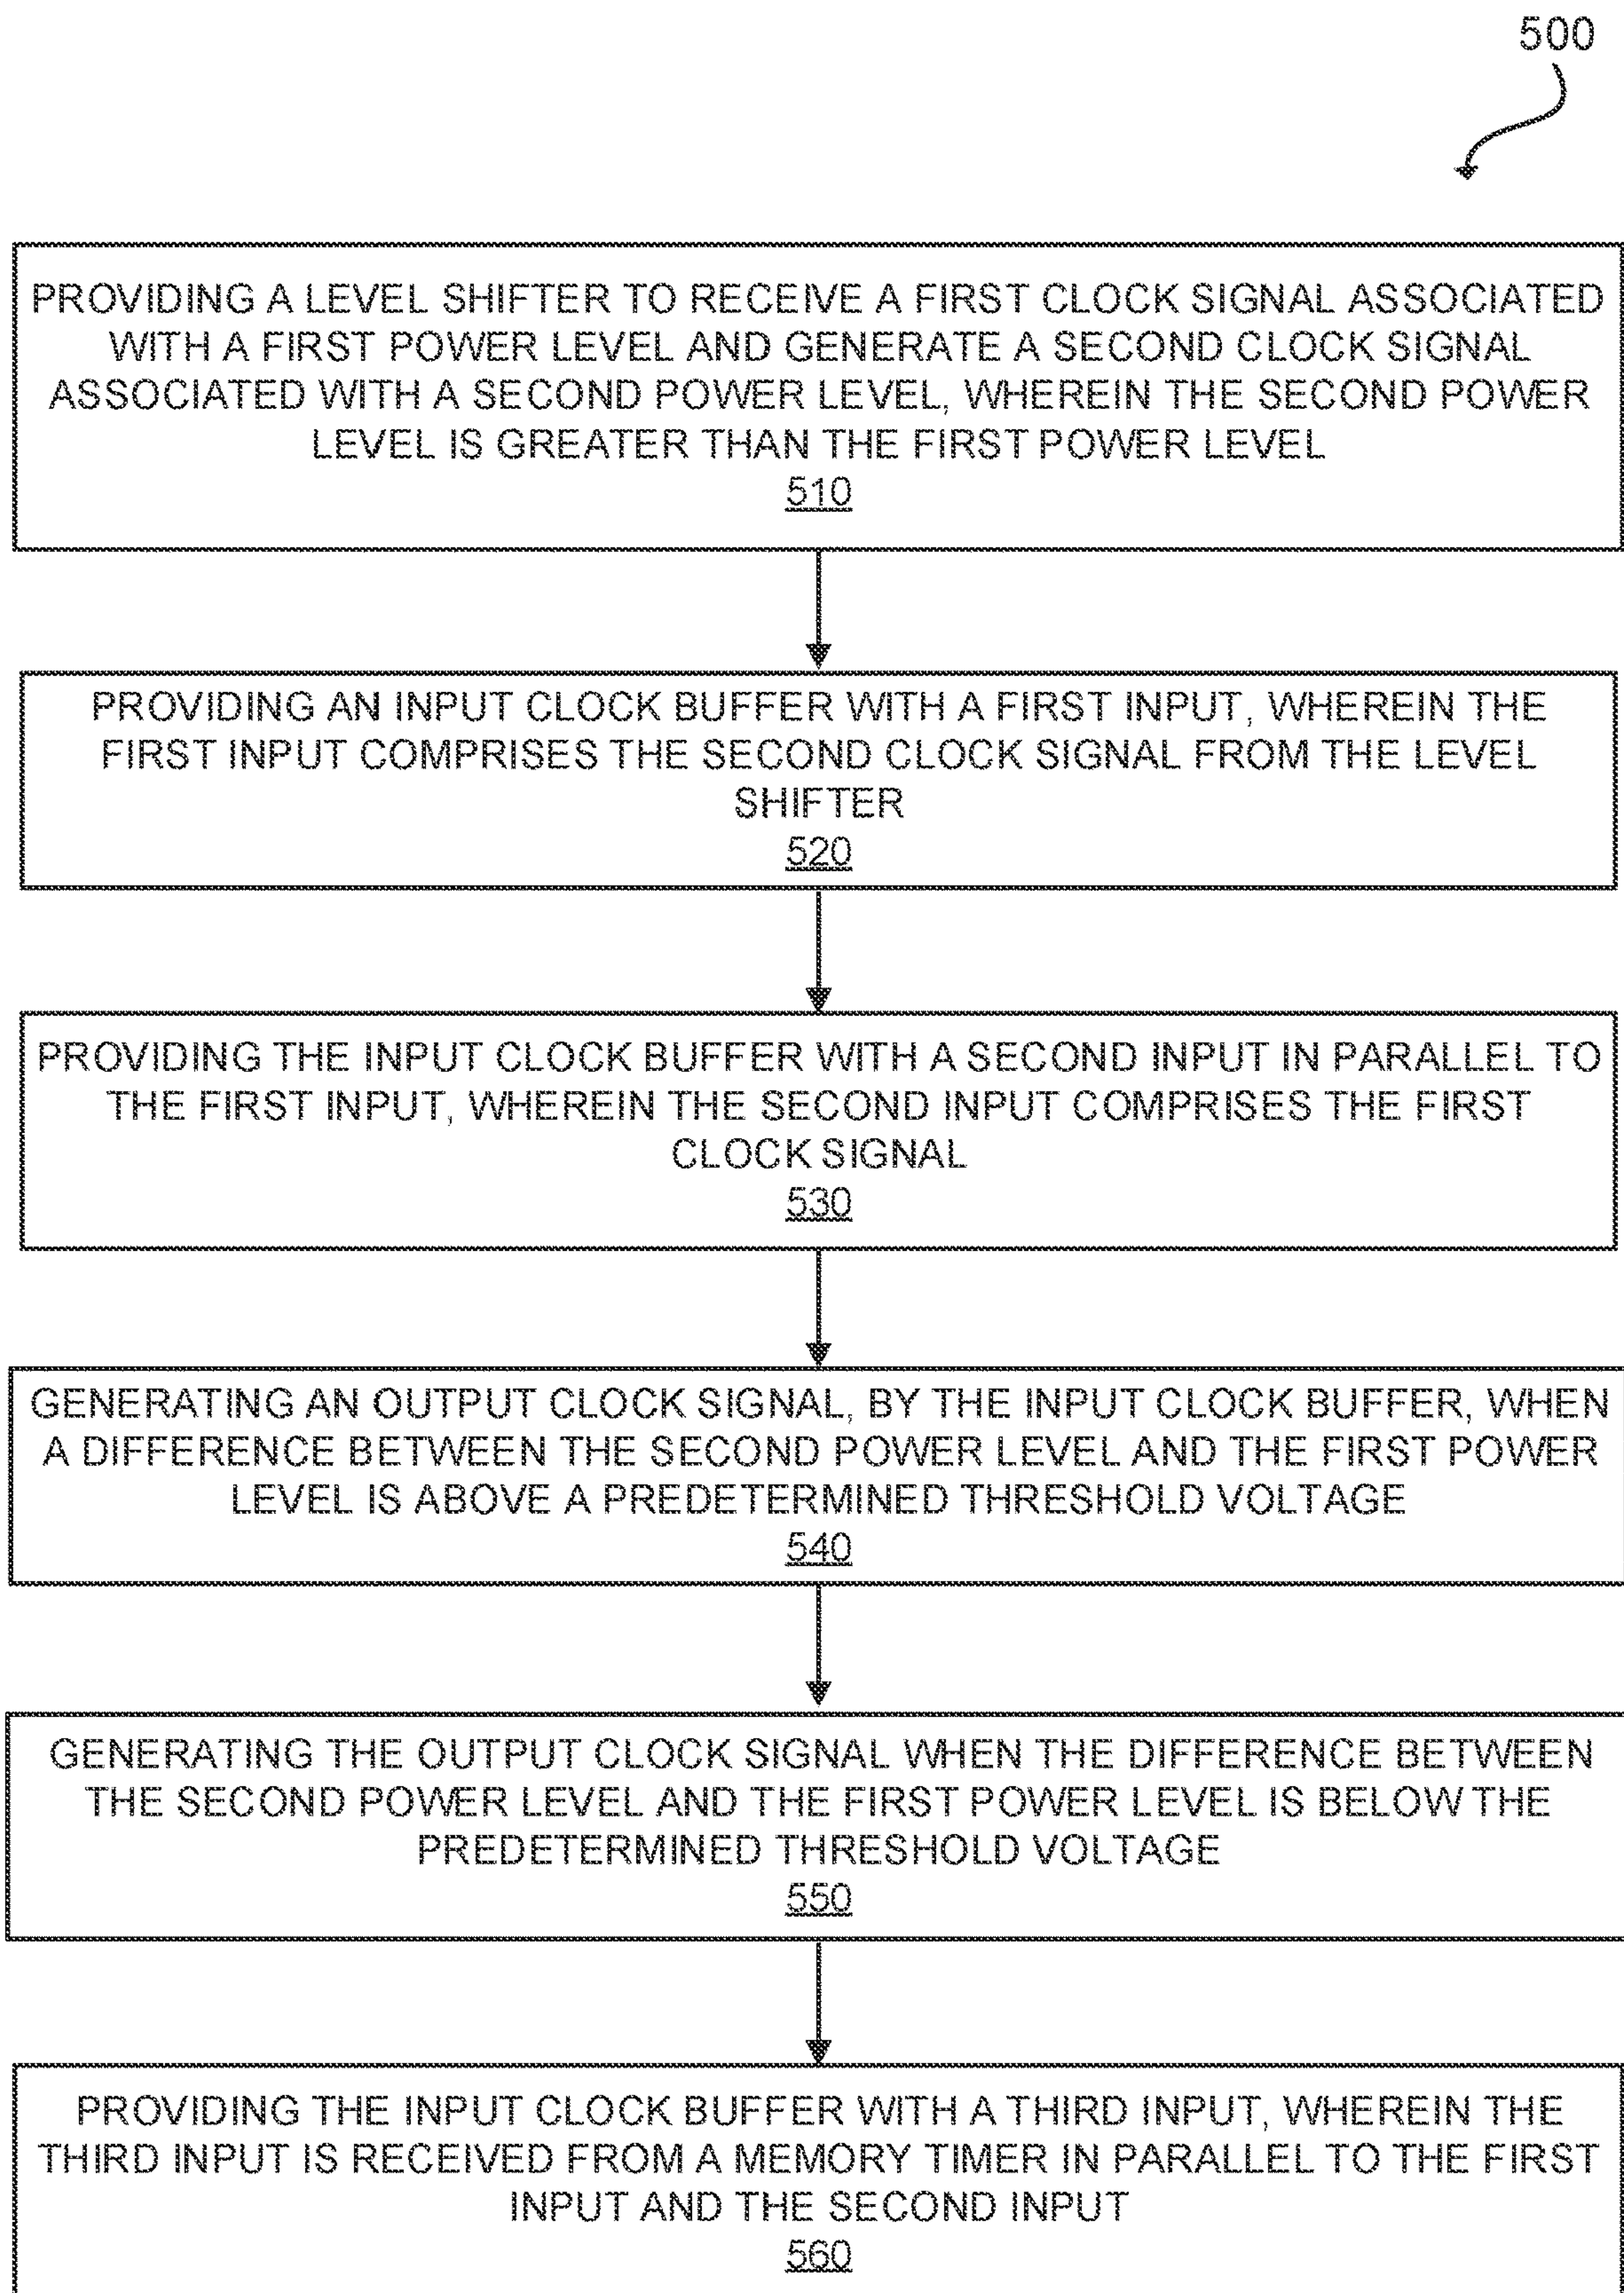 500
PROVIDING A LEVEL SHIFTER TO RECEIVE A FIRST CLOCK SIGNAL ASSOCIATED
WITH A FIRST POWER LEVEL AND GENERATE A SECOND CLOCK SIGNAL
ASSOCIATED WITH A SECOND POWER LEVEL, WHEREIN THE SECOND POWER
LEVEL IS GREATER THAN THE FIRST POWER LEVEL
510
PROVIDING AN INPUT CLOCK BUFFER WITH A FIRST INPUT, WHEREIN THE
FIRST INPUT COMPRISES THE SECOND CLOCK SIGNAL FROM THE LEVEL
SHIFTER
520
PROVIDING THE INPUT CLOCK BUFFER WITH A SECOND INPUT IN PARALLEL TO
THE FIRST INPUT, WHEREIN THE SECOND INPUT COMPRISES THE FIRST
CLOCK SIGNAL
530
GENERATING AN OUTPUT CLOCK SIGNAL, BY THE INPUT CLOCK BUFFER, WHEN
A DIFFERENCE BETWEEN THE SECOND POWER LEVEL AND THE FIRST POWER
LEVEL IS ABOVE A PREDETERMINED THRESHOLD VOLTAGE
540
GENERATING THE OUTPUT CLOCK SIGNAL WHEN THE DIFFERENCE BETWEEN
THE SECOND POWER LEVEL AND THE FIRST POWER LEVEL IS BELOW THE
PREDETERMINED THRESHOLD VOLTAGE
550
PROVIDING THE INPUT CLOCK BUFFER WITH A THIRD INPUT, WHEREIN THE
THIRD INPUT IS RECEIVED FROM A MEMORY TIMER IN PARALLEL TO THE FIRST
INPUT AND THE SECOND INPUT
560